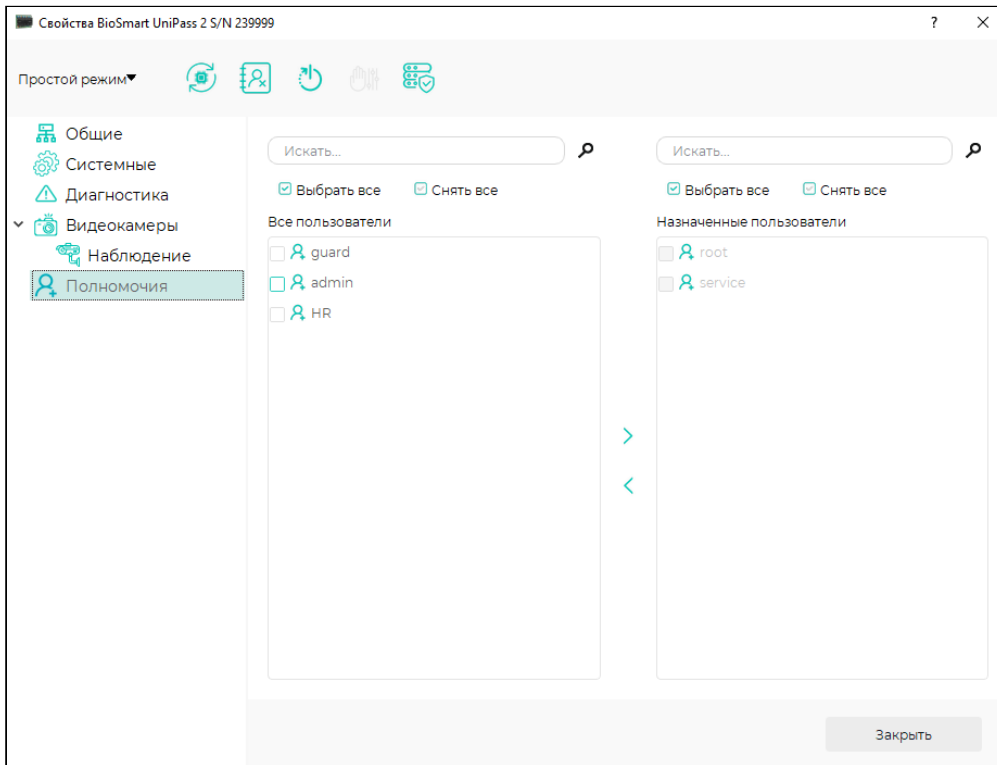 Свойства BioSmart UniPass 2 S/N 239999
?
Простой режим
Общие
Системные
Диагностика
Видеокамеры
Наблюдение
Полномочия
Искать...
Выбрать все
Снять все
Все пользователи
guard
admin
HR
Искать...
Выбрать все
Снять все
Назначенные пользователи
root
service
Закрыть